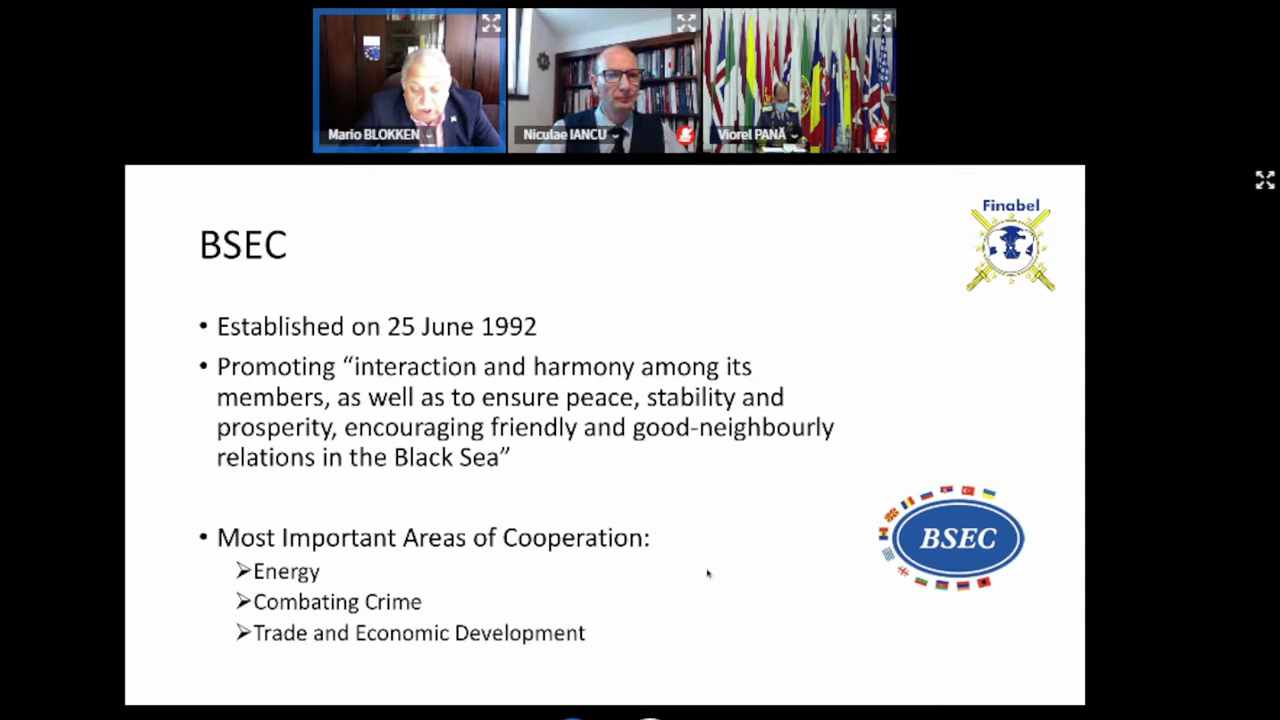 Mario BLOKKEN
Niculae IANCU
Viorel PANĂ
Finabel
BSEC
• Established on 25 June 1992
• Promoting “interaction and harmony among its
members, as well as to ensure peace, stability and
prosperity, encouraging friendly and good-neighbourly
relations in the Black Sea”
BSEC
• Most Important Areas of Cooperation:
➢Energy
➢Combating Crime
➢Trade and Economic Development